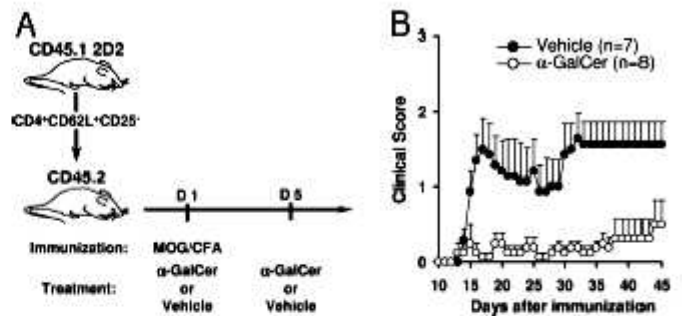 A
CD45.1 2D2
CD4⁺CD62L⁺CD25⁻
CD45.2
D 1
D 5
Immunization:
MOG/CFA
Treatment:
α-GalCer
or
Vehicle
α-GalCer
or
Vehicle
B
Vehicle (n=7)
α-GalCer (n=8)
Clinical Score
3
2
1
0
10 15 20 25 30 35 40 45
Days after immunization